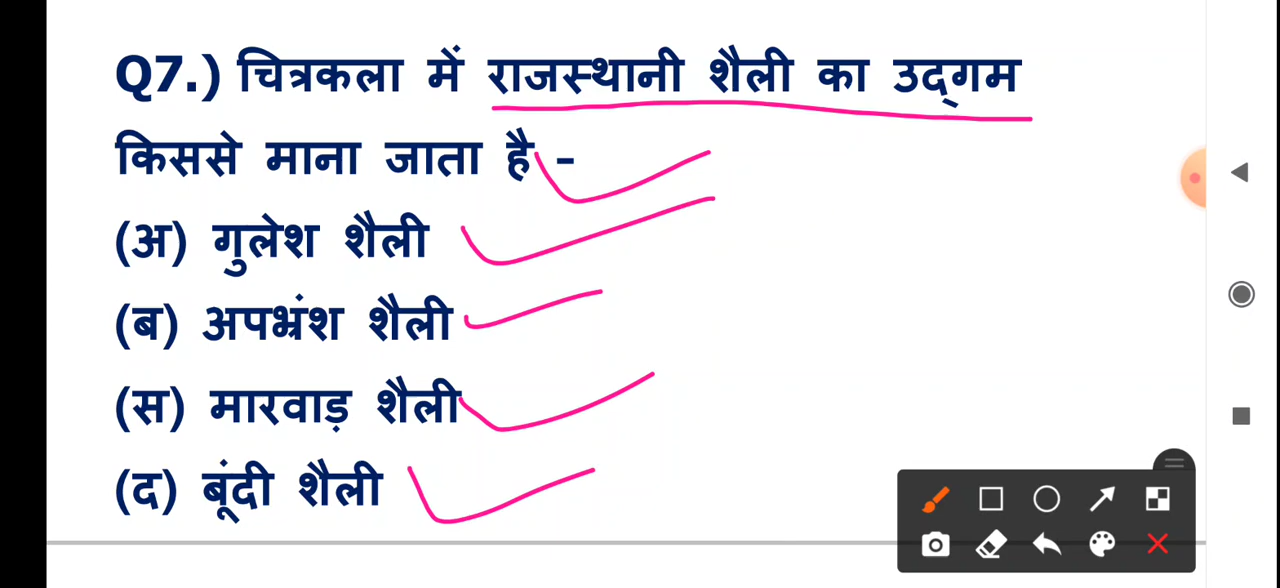 Q7.) चित्रकला में राजस्थानी शैली का उद्‌गम
किससे माना जाता है -
(अ) गुलेश शैली
(ब) अपभ्रंश शैली
(स) मारवाड़ शैली
(द) बूंदी शैली